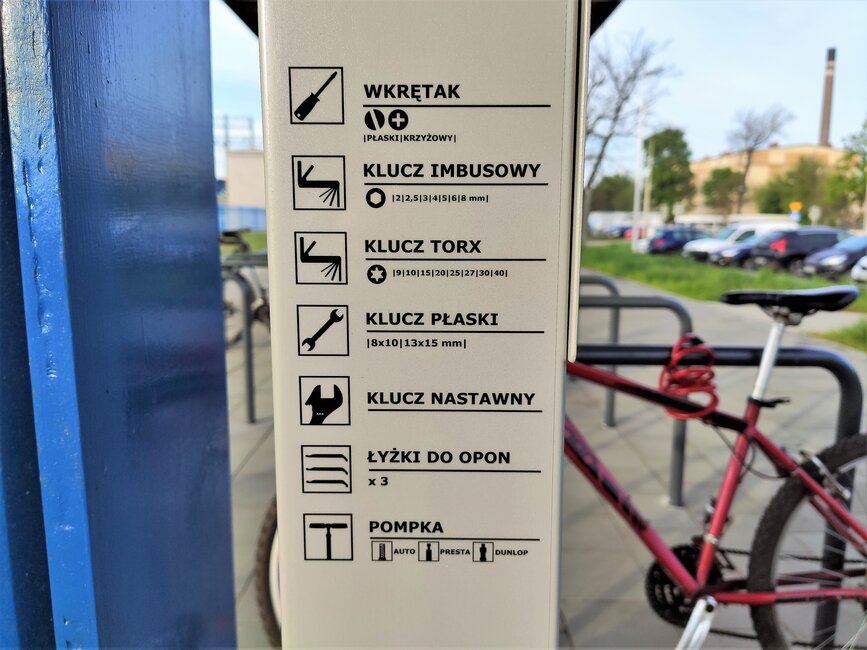 WKRĘTAK
|PŁASKI|KRZYŻOWY|
KLUCZ IMBUSOWY
|2|2,5|3|4|5|6|8 mm|
KLUCZ TORX
|9|10|15|20|25|27|30|40|
KLUCZ PŁASKI
|8x10|13x15 mm|
KLUCZ NASTAWNY
ŁYŻKI DO OPON
x 3
POMPKA
AUTO PRESTA DUNLOP